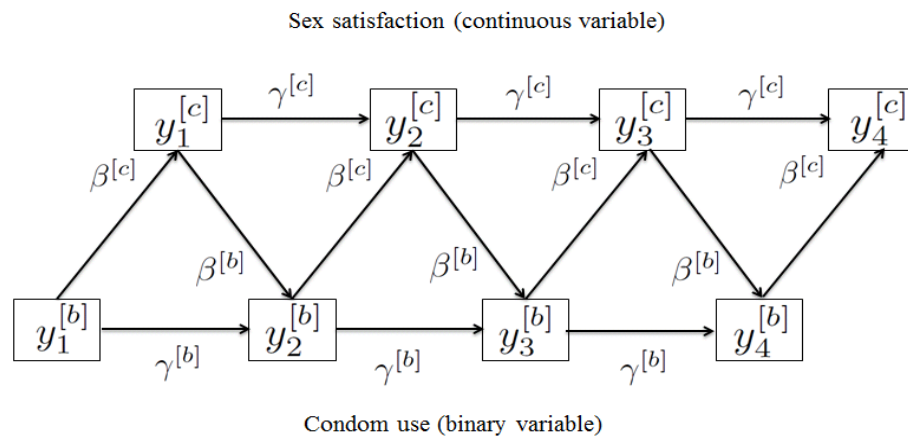 Sex satisfaction (continuous variable)
γ^[c] γ^[c] γ^[c]
y_1^[c] y_2^[c] y_3^[c] y_4^[c]
β^[c] β^[c] β^[c] β^[c]
β^[b] β^[b] β^[b]
y_1^[b] y_2^[b] y_3^[b] y_4^[b]
γ^[b] γ^[b] γ^[b]
Condom use (binary variable)